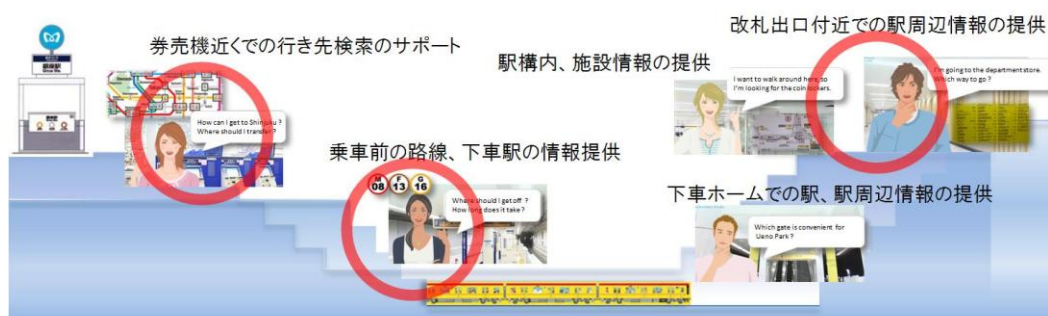 改札出口付近での駅周辺情報の提供
券売機近くでの行き先検索のサポート
駅構内、施設情報の提供
I want to walk around here, so
I'm looking for the coin lockers.
I'm going to the department store.
Which way to go ?
How can I get to Shinjuku ?
Where should I transfer ?
乗車前の路線、下車駅の情報提供
M
08
F
13
G
16
Where should I get off ?
How long does it take ?
下車ホームでの駅、駅周辺情報の提供
Which gate is convenient for
Ueno Park ?